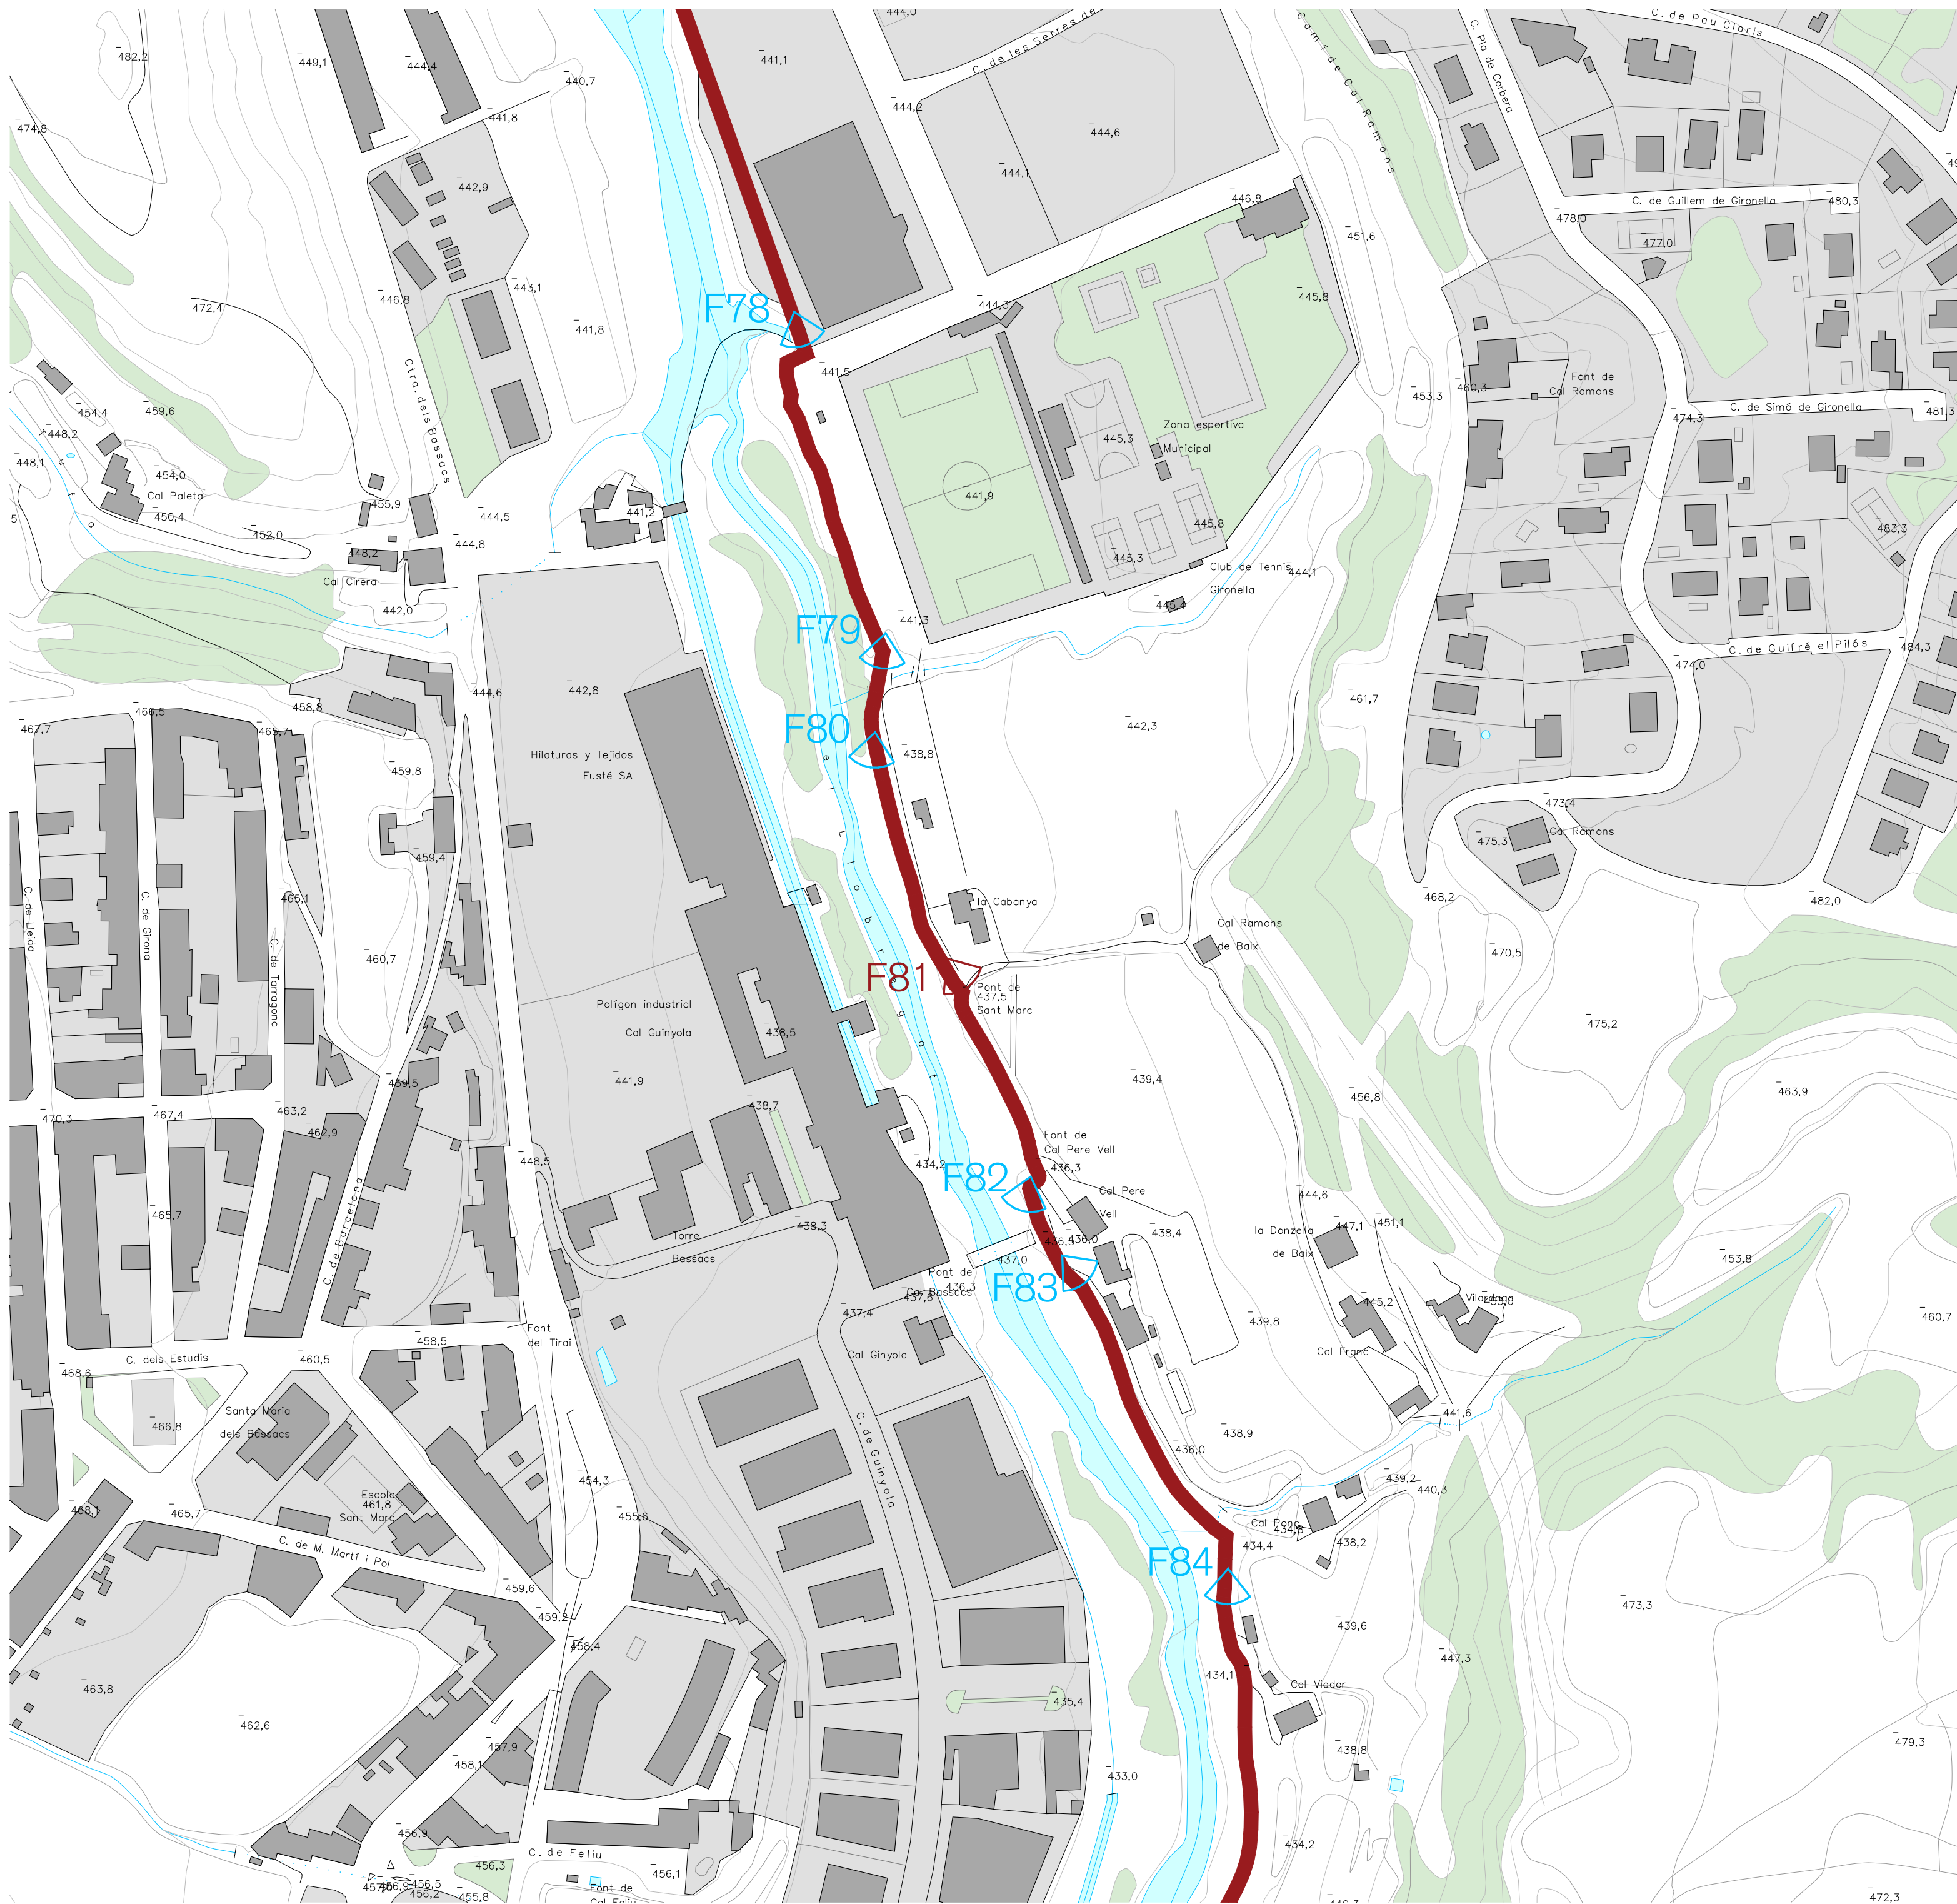 444,0
C. de les Serres de
C. de Pau Claris
482,2
449,1
444,4
440,7
441,1
444,2
444,6
444,1
Camí de Cal Ramons
C. Pla de Corbera
474,8
441,8
442,9
446,8
451,6
478,0
C. de Guillem de Gironella
480,3
477,0
446,8
443,1
441,8
472,4
F78
444,3
445,8
441,5
Ctra. dels Bassacs
453,3
460,3
Font de
Cal Ramons
474,3
C. de Simó de Gironella
481,3
454,4
459,6
448,2
448,1
454,0
Cal Paleta
450,4
455,9
452,0
448,2
Cal Cirera
442,0
444,5
444,8
441,2
Zona esportiva
Municipal
445,3
441,9
445,8
445,3
Club de Tennis
Gironella
444,1
445,4
483,3
441,3
F79
C. de Guifré el Pilós
484,3
474,0
467,7
466,5
465,7
458,8
444,6
442,8
461,7
442,3
F80
438,8
Hilaturas y Tejidos
Fusté SA
459,8
459,4
473,4
475,3
Cal Ramons
468,2
482,0
465,1
C. de Lleida
C. de Girona
C. de Tarragona
460,7
el Llobregat
la Cabanya
Cal Ramons
de Baix
470,5
F81
Pont de
437,5
Sant Marc
Polígon industrial
Cal Guinyola
438,5
441,9
475,2
439,4
463,9
456,8
459,5
438,7
470,3
467,4
463,2
462,9
448,5
434,2
Font de
Cal Pere Vell
436,3
F82
Cal Pere
Vell
438,4
444,6
447,1
451,1
la Donzella
de Baix
465,7
C. de Barcelona
438,3
Torre
Bassacs
436,0
437,0
F83
Pont de
Cal Bassacs
436,3
437,6
437,4
453,8
445,2
Vilardaga
460,7
439,8
Cal Franc
Font
del Tirai
458,5
C. dels Estudis
460,5
468,6
Cal Ginyola
466,8
Santa Maria
dels Bassacs
C. de Guinyola
441,6
438,9
436,0
454,3
439,2
440,3
Escola
461,8
Sant Marc
468,1
465,7
455,6
Cal Ponç
434,8
434,4
438,2
C. de M. Martí i Pol
F84
459,6
459,2
458,4
473,3
439,6
447,3
463,8
462,6
434,1
Cal Vlader
435,4
457,9
458,1
438,8
479,3
433,0
456,9
434,2
C. de Feliu
456,3
456,1
456,5
456,2
455,8
Font de
Cal Feliu
472,3